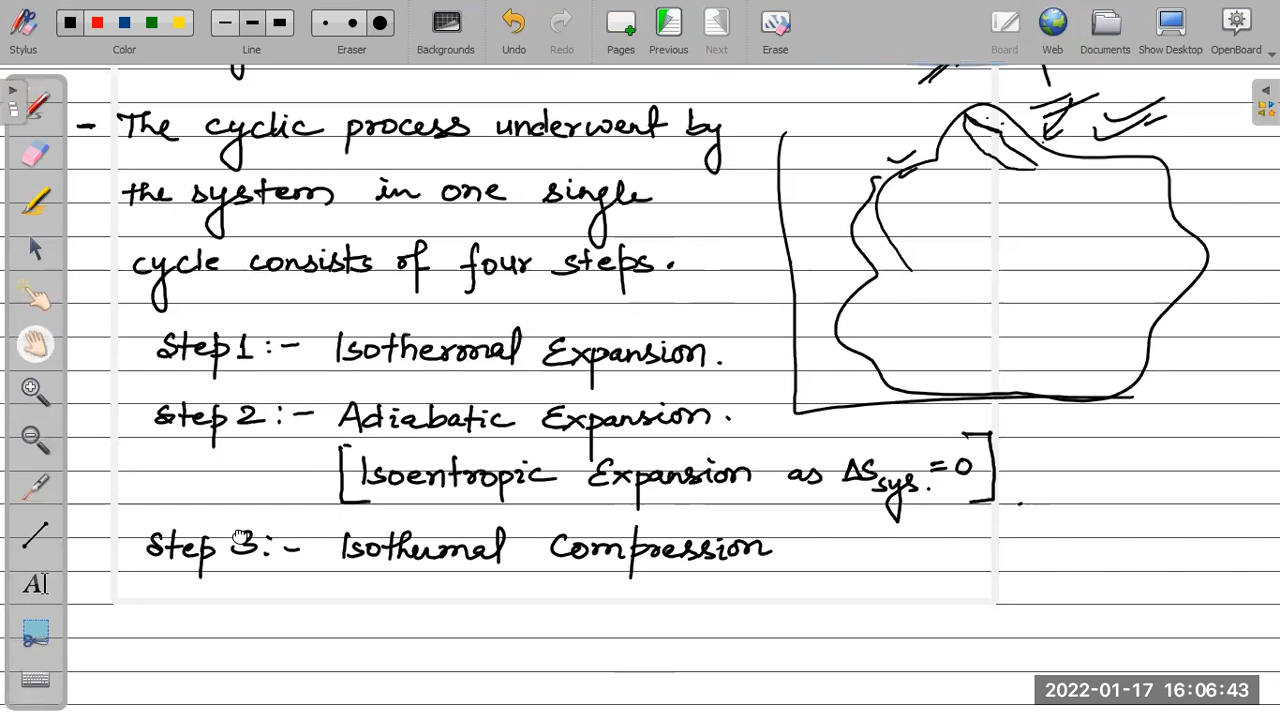 Stylus
Color
Line
Eraser
Backgrounds
Undo
Redo
Pages
Previous
Next
Erase
Board
Web
Documents
Show Desktop
OpenBoard
- The cyclic process underwent by
the system in one single
cycle consists of four steps.
Step 1 :- Isothermal Expansion.
Step 2 :- Adiabatic Expansion.
[Isoentropic Expansion as ΔSsys. = 0].
Step 3 :- Isothermal Compression
2022-01-17 16:06:43